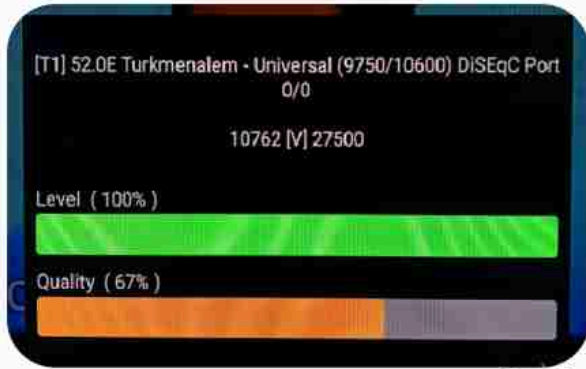 [T1] 52.0E Turkmenalem - Universal (9750/10600) DiSEqC Port
0/0
10762 [V] 27500
Level ( 100% )
Quality ( 67% )